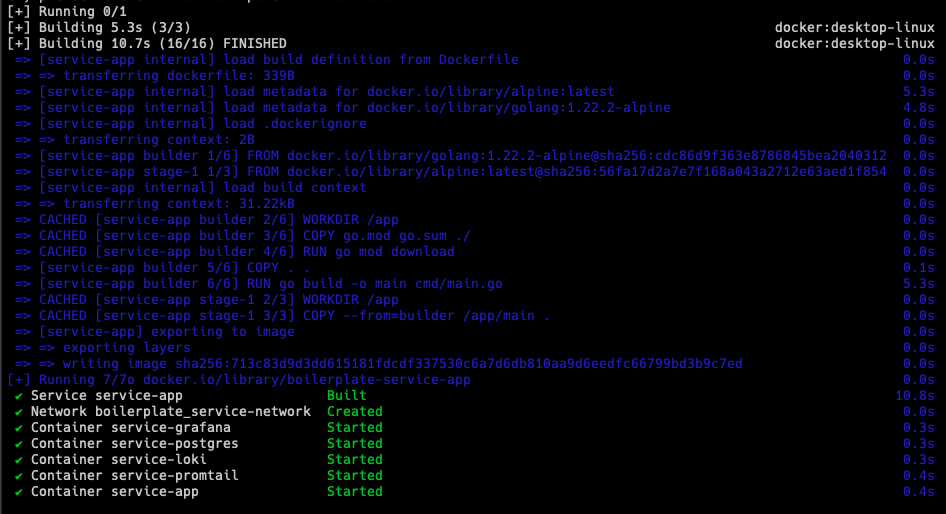 [+] Running 0/1
[+] Building 5.3s (3/3) docker:desktop-linux
[+] Building 10.7s (16/16) FINISHED docker:desktop-linux
=> [service-app internal] load build definition from Dockerfile 0.0s
=> => transferring dockerfile: 339B 0.0s
=> [service-app internal] load metadata for docker.io/library/alpine:latest 5.3s
=> [service-app internal] load metadata for docker.io/library/golang:1.22.2-alpine 4.8s
=> [service-app internal] load .dockerignore 0.0s
=> => transferring context: 2B 0.0s
=> [service-app builder 1/6] FROM docker.io/library/golang:1.22.2-alpine@sha256:cdc86d9f363e8786845bea2040312 0.0s
=> [service-app stage-1 1/3] FROM docker.io/library/alpine:latest@sha256:56fa17d2a7e7f168a043a2712e63aed1f854 0.0s
=> [service-app internal] load build context 0.0s
=> => transferring context: 31.22kB 0.0s
=> CACHED [service-app builder 2/6] WORKDIR /app 0.0s
=> CACHED [service-app builder 3/6] COPY go.mod go.sum ./ 0.0s
=> CACHED [service-app builder 4/6] RUN go mod download 0.0s
=> [service-app builder 5/6] COPY . . 0.1s
=> [service-app builder 6/6] RUN go build -o main cmd/main.go 5.3s
=> CACHED [service-app stage-1 2/3] WORKDIR /app 0.0s
=> CACHED [service-app stage-1 3/3] COPY --from=builder /app/main . 0.0s
=> [service-app] exporting to image 0.0s
=> => exporting layers 0.0s
=> => writing image sha256:713c83d9d3dd615181fdcdf337530c6a7d6db810aa9d6eedfc66799bd3b9c7ed 0.0s
[+] Running 7/7o docker.io/library/boilerplate-service-app 0.0s
✔ Service service-app Built 10.8s
✔ Network boilerplate_service-network Created 0.0s
✔ Container service-grafana Started 0.3s
✔ Container service-postgres Started 0.3s
✔ Container service-loki Started 0.3s
✔ Container service-promtail Started 0.4s
✔ Container service-app Started 0.4s